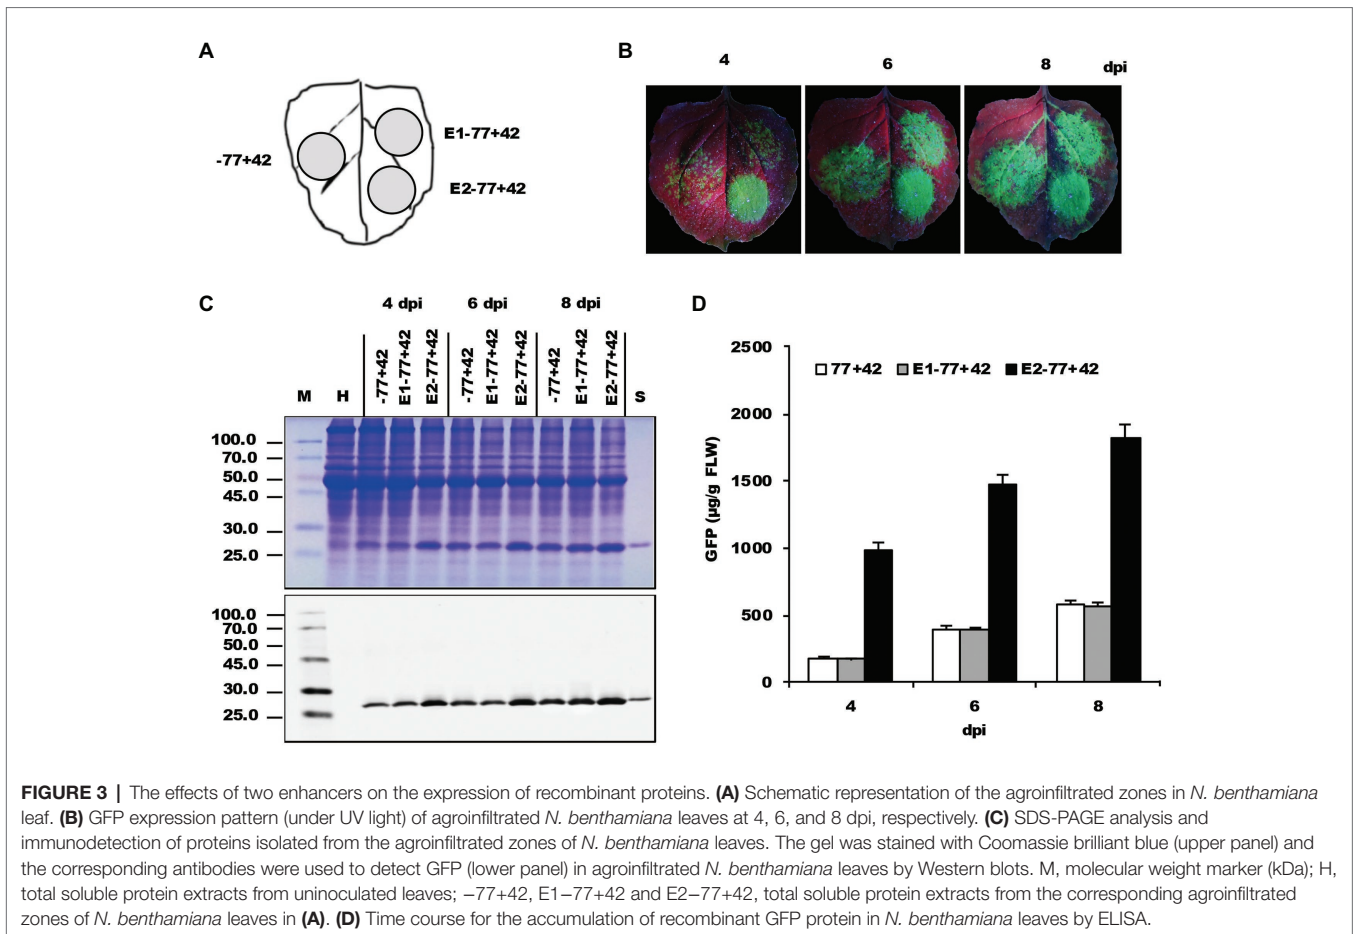 A
-77+42
E1-77+42
E2-77+42
B
4 6 8 dpi
C
4 dpi 6 dpi 8 dpi
M H -77+42 E1-77+42 E2-77+42 -77+42 E1-77+42 E2-77+42 -77+42 E1-77+42 E2-77+42 S
100.0
70.0
50.0
45.0
30.0
25.0
100.0
70.0
50.0
45.0
30.0
25.0
D
2500
2000
1500
1000
500
0
GFP (µg/g FLW)
77+42 E1-77+42 E2-77+42
4 6 8
dpi
FIGURE 3 | The effects of two enhancers on the expression of recombinant proteins. (A) Schematic representation of the agroinfiltrated zones in N. benthamiana
leaf. (B) GFP expression pattern (under UV light) of agroinfiltrated N. benthamiana leaves at 4, 6, and 8 dpi, respectively. (C) SDS-PAGE analysis and
immunodetection of proteins isolated from the agroinfiltrated zones of N. benthamiana leaves. The gel was stained with Coomassie brilliant blue (upper panel) and
the corresponding antibodies were used to detect GFP (lower panel) in agroinfiltrated N. benthamiana leaves by Western blots. M, molecular weight marker (kDa); H,
total soluble protein extracts from uninoculated leaves; −77+42, E1−77+42 and E2−77+42, total soluble protein extracts from the corresponding agroinfiltrated
zones of N. benthamiana leaves in (A). (D) Time course for the accumulation of recombinant GFP protein in N. benthamiana leaves by ELISA.